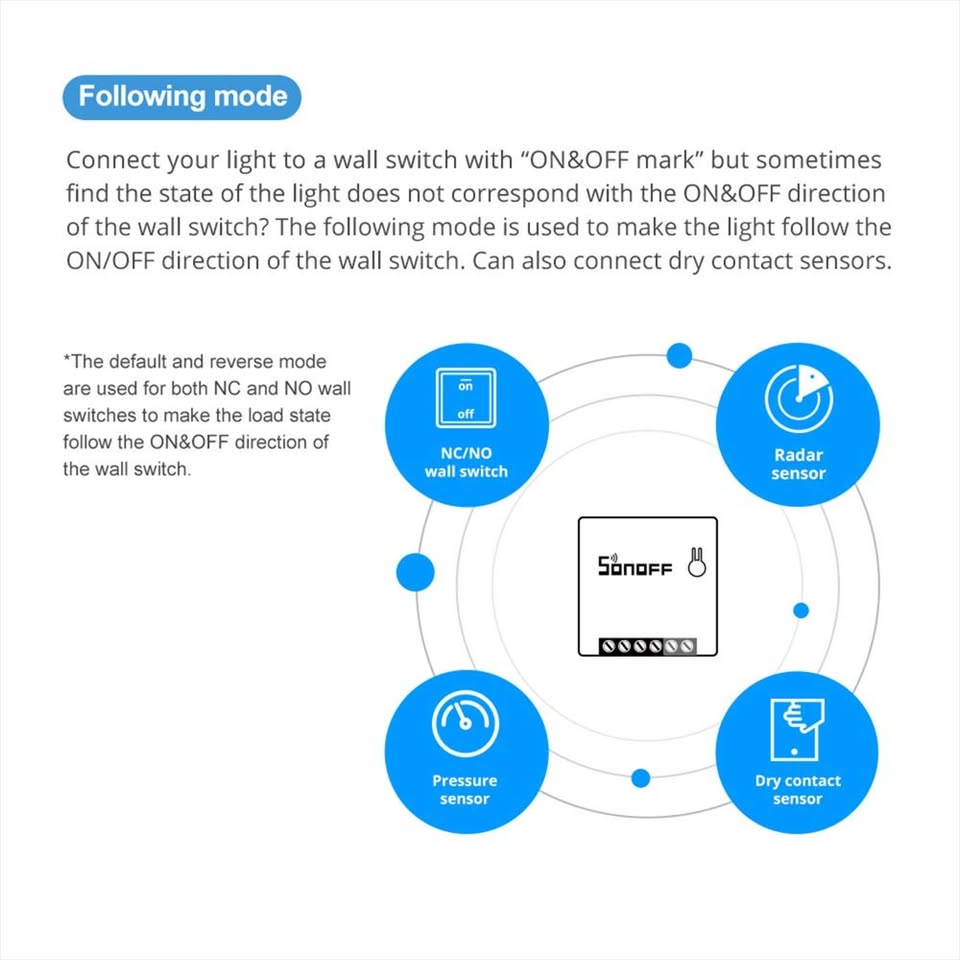 Following mode
Connect your light to a wall switch with “ON&OFF mark” but sometimes
find the state of the light does not correspond with the ON&OFF direction
of the wall switch? The following mode is used to make the light follow the
ON/OFF direction of the wall switch. Can also connect dry contact sensors.
*The default and reverse mode
are used for both NC and NO wall
switches to make the load state
follow the ON&OFF direction of
the wall switch.
on
off
NC/NO
wall switch
Radar
sensor
SONOFF
Pressure
sensor
Dry contact
sensor